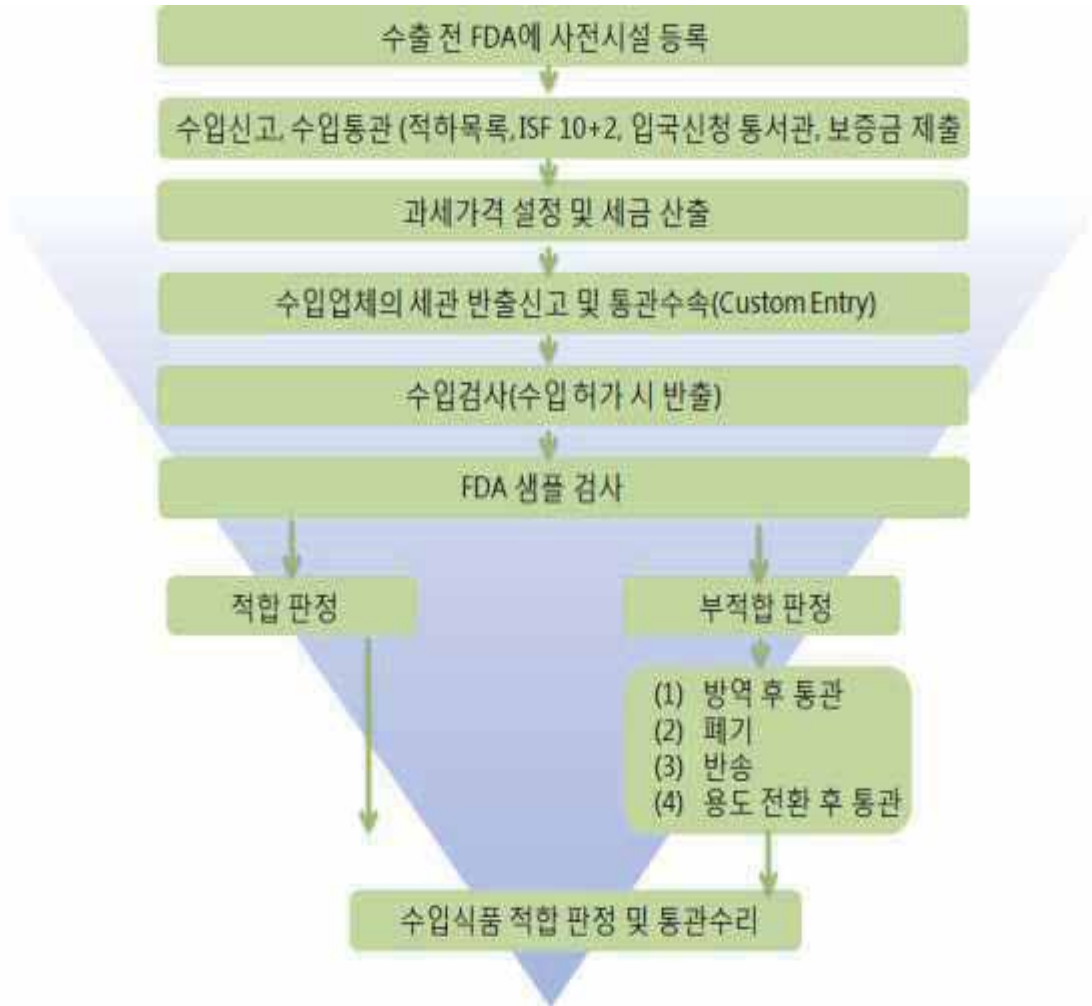 수출 전 FDA에 사전시설 등록
수입신고, 수입통관 (적하목록, ISF 10+2, 입국신청 통서관, 보증금 제출
과세가격 설정 및 세금 산출
수입업체의 세관 반출신고 및 통관수속(Custom Entry)
수입검사(수입 허가 시 반출)
FDA 샘플 검사
적합 판정
부적합 판정
(1) 방역 후 통관
(2) 폐기
(3) 반송
(4) 용도 전환 후 통관
수입식품 적합 판정 및 통관수리